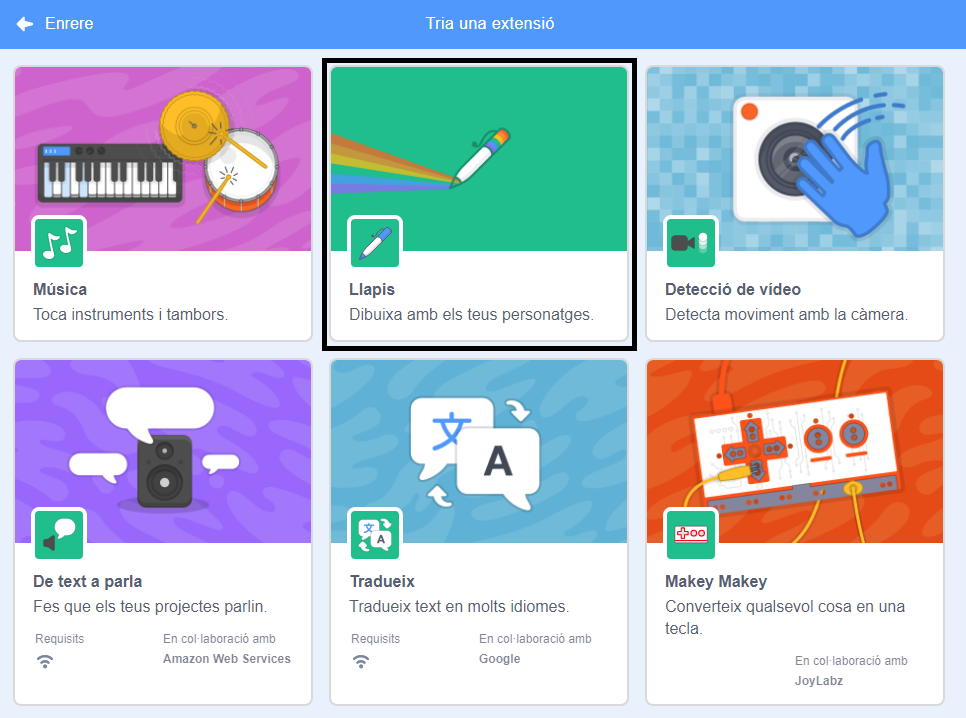 Enrere
Tria una extensió
Música
Toca instruments i tambors.
Llapis
Dibuixa amb els teus personatges.
Detecció de vídeo
Detecta moviment amb la càmera.
文
A
文
A
De text a parla
Fes que els teus projectes parlin.
Requisits
En col·laboració amb
Amazon Web Services
Tradueix
Tradueix text en molts idiomes.
Requisits
En col·laboració amb
Google
Makey Makey
Converteix qualsevol cosa en una
tecla.
En col·laboració amb
JoyLabz